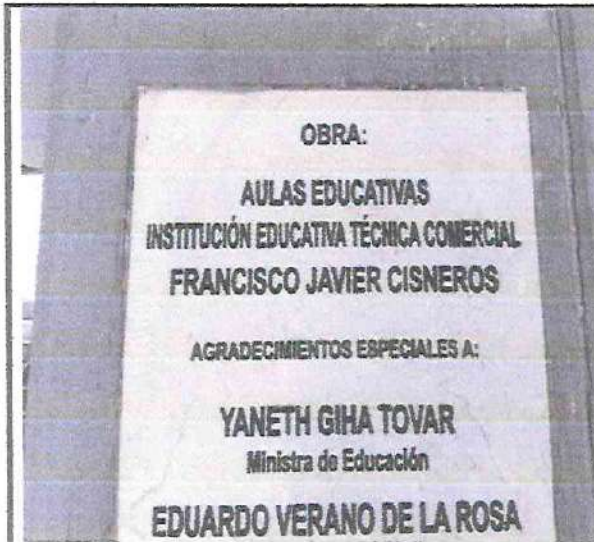 OBRA:
AULAS EDUCATIVAS
INSTITUCIÓN EDUCATIVA TÉCNICA COMERCIAL
FRANCISCO JAVIER CISNEROS
AGRADECIMIENTOS ESPECIALES A:
YANETH GIHA TOVAR
Ministra de Educación
EDUARDO VERANO DE LA ROSA